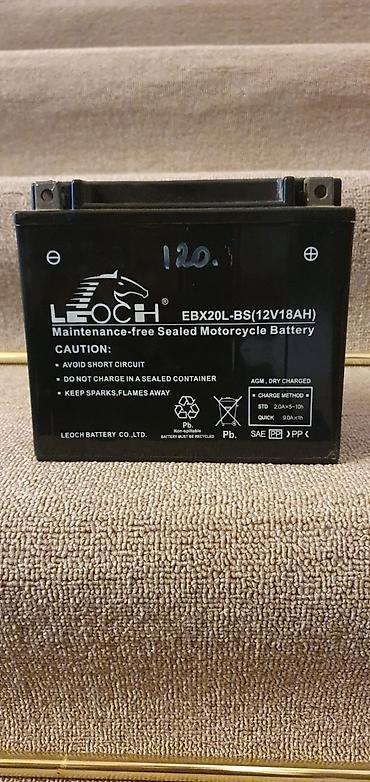 120.
LEOCH®
EBX20L-BS(12V18AH)
Maintenance-free Sealed Motorcycle Battery
CAUTION:
• AVOID SHORT CIRCUIT
• DO NOT CHARGE IN A SEALED CONTAINER
• KEEP SPARKS,FLAMES AWAY
AGM , DRY CHARGED
• CHARGE METHOD •
STD 2.0A×5~10h
QUICK 9.0A×1h
Pb.
Non-spillable
BATTERY MUST BE RECYCLED
Pb.
LEOCH BATTERY CO.,LTD.
SAE PP >PP<